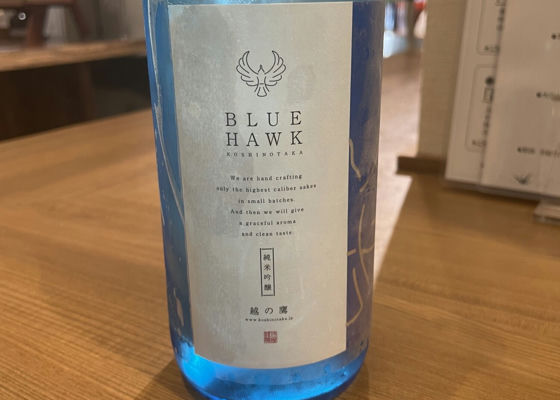 BLUE
HAWK
KOSHINOTAKA
We are hand crafting
only the highest caliber sakes
in small batches.
And then we will give
a graceful aroma
and clean taste.
純米吟醸
越の鷹
www.koshinotaka.jp